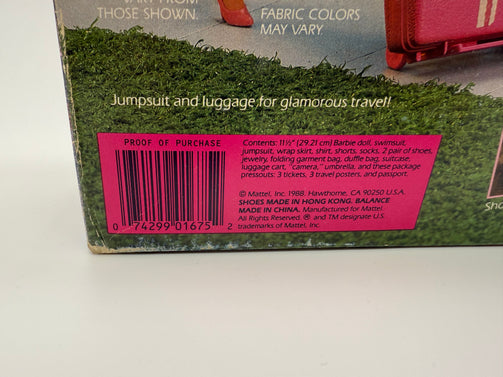 VARY FROM
THOSE SHOWN.
FABRIC COLORS
MAY VARY.
Jumpsuit and luggage for glamorous travel!
PROOF OF PURCHASE
0 74299 01675 2
Contents: 11½" (29,21 cm) Barbie doll, swimsuit,
jumpsuit, wrap skirt, shirt, shorts, socks, 2 pair of shoes,
jewelry, folding garment bag, duffle bag, suitcase,
luggage cart, "camera," umbrella, and these package
pressouts: 3 tickets, 3 travel posters, and passport.
© Mattel, Inc. 1988. Hawthorne, CA 90250 U.S.A.
SHOES MADE IN HONG KONG. BALANCE
MADE IN CHINA. Manufactured for Mattel.
All Rights Reserved. ® and TM designate U.S.
trademarks of Mattel, Inc.